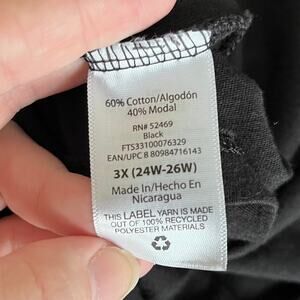 60% Cotton/Algodón
40% Modal
RN# 52469
Black
FTS33100076329
EAN/UPC 8 80984716143
3X (24W-26W)
Made In/Hecho En
Nicaragua
THIS LABEL YARN IS MADE
OUT OF 100% RECYCLED
POLYESTER MATERIALS